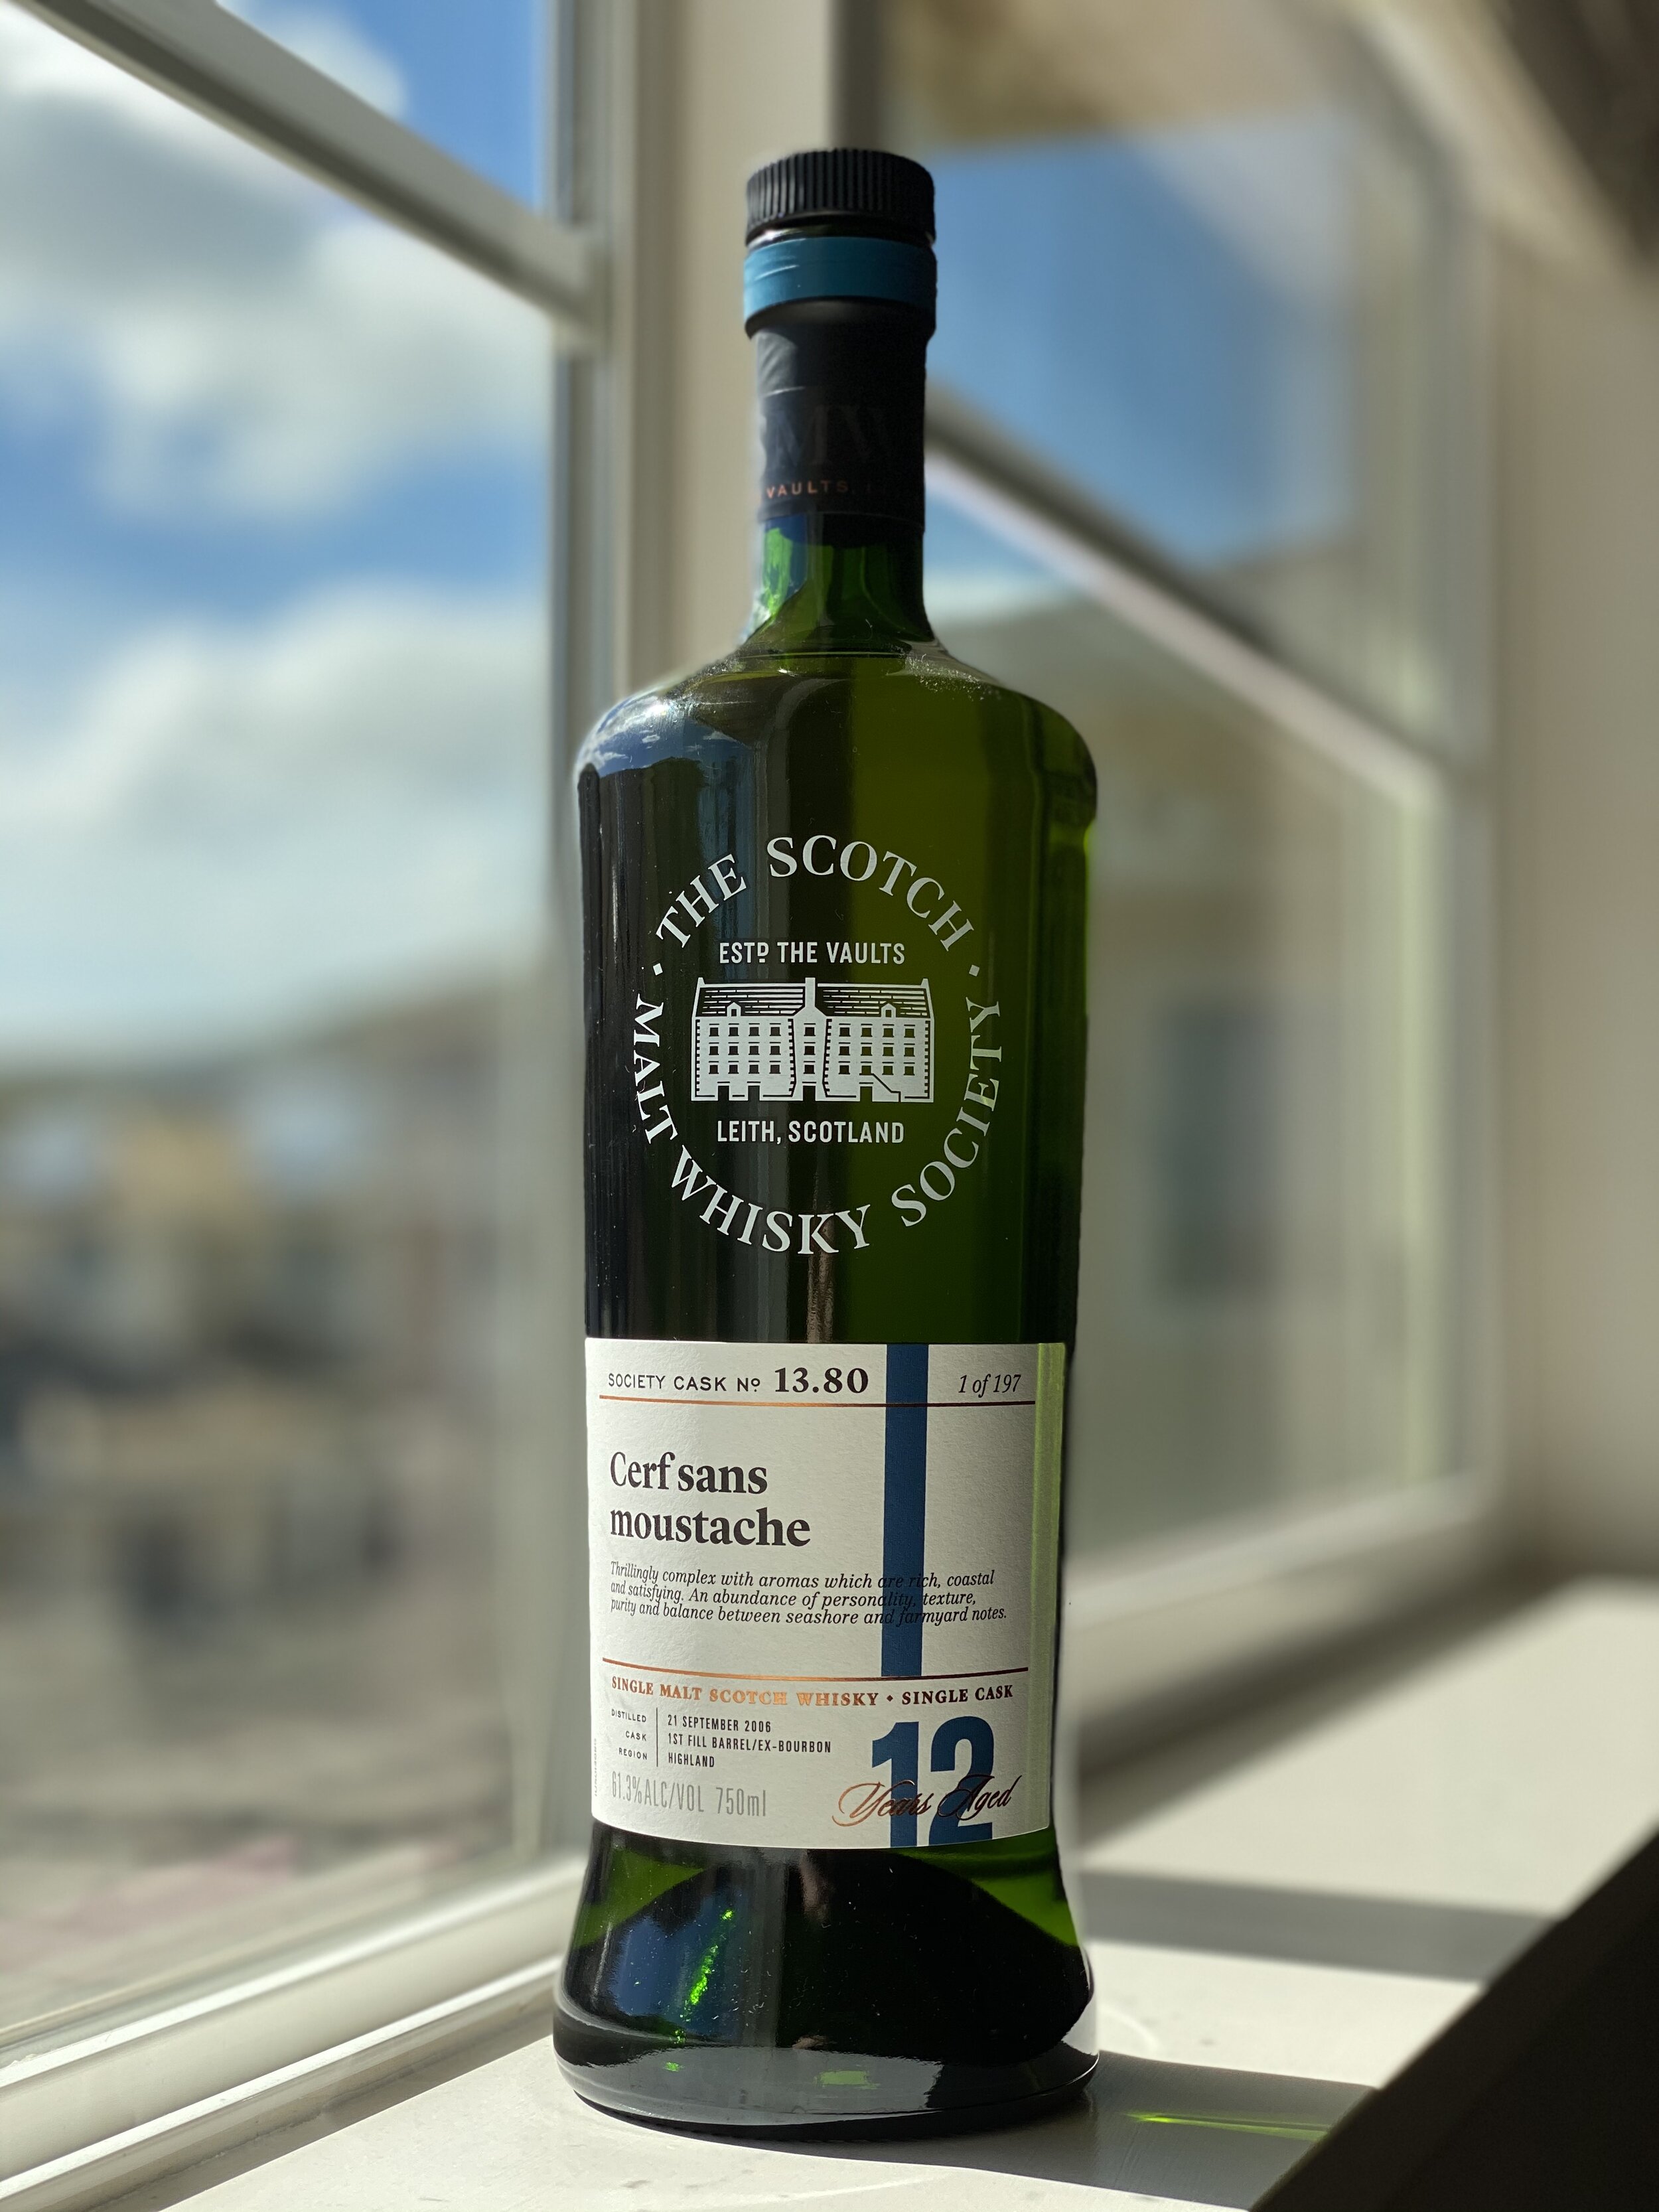 SMW
VAULTS
THE SCOTCH
MALT WHISKY SOCIETY
ESTD THE VAULTS
LEITH, SCOTLAND
SOCIETY CASK Nº 13.80 1 of 197
Cerf sans
moustache
Thrillingly complex with aromas which are rich, coastal
and satisfying. An abundance of personality, texture,
purity and balance between seashore and farmyard notes.
SINGLE MALT SCOTCH WHISKY • SINGLE CASK
DISTILLED 21 SEPTEMBER 2006
CASK 1ST FILL BARREL/EX-BOURBON
REGION HIGHLAND
61.3%ALC/VOL 750ml
12
Years Aged